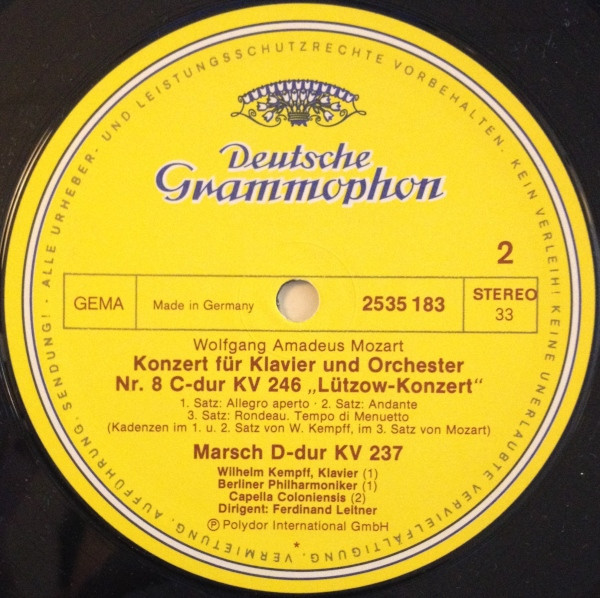 Deutsche
Grammophon
2
GEMA
Made in Germany
2535 183
STEREO
33
Wolfgang Amadeus Mozart
Konzert für Klavier und Orchester
Nr. 8 C-dur KV 246 „Lützow-Konzert“
1. Satz: Allegro aperto · 2. Satz: Andante
3. Satz: Rondeau. Tempo di Menuetto
(Kadenzen im 1. u. 2. Satz von W. Kempff, im 3. Satz von Mozart)
Marsch D-dur KV 237
Wilhelm Kempff, Klavier (1)
Berliner Philharmoniker (1)
Capella Coloniensis (2)
Dirigent: Ferdinand Leitner
Ⓟ Polydor International GmbH
*
ALLE URHEBER- UND LEISTUNGSSCHUTZRECHTE VORBEHALTEN. KEIN VERLEIH! KEINE UNERLAUBTE VERVIELFÄLTIGUNG, VERMIETUNG, AUFFÜHRUNG, SENDUNG! ·